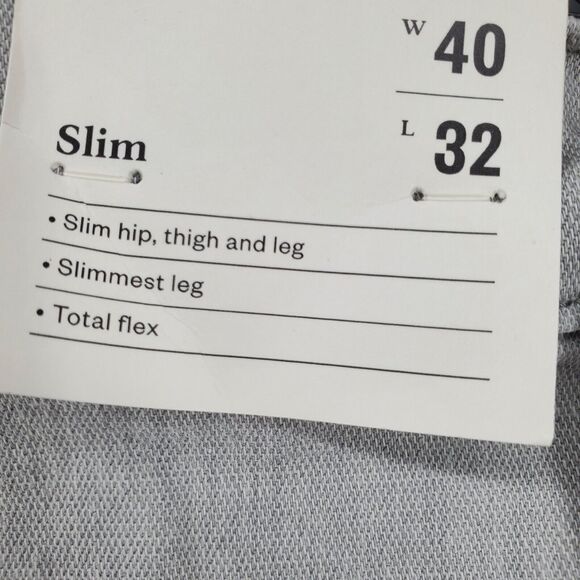 W 40
L 32
Slim
• Slim hip, thigh and leg
• Slimmest leg
• Total flex